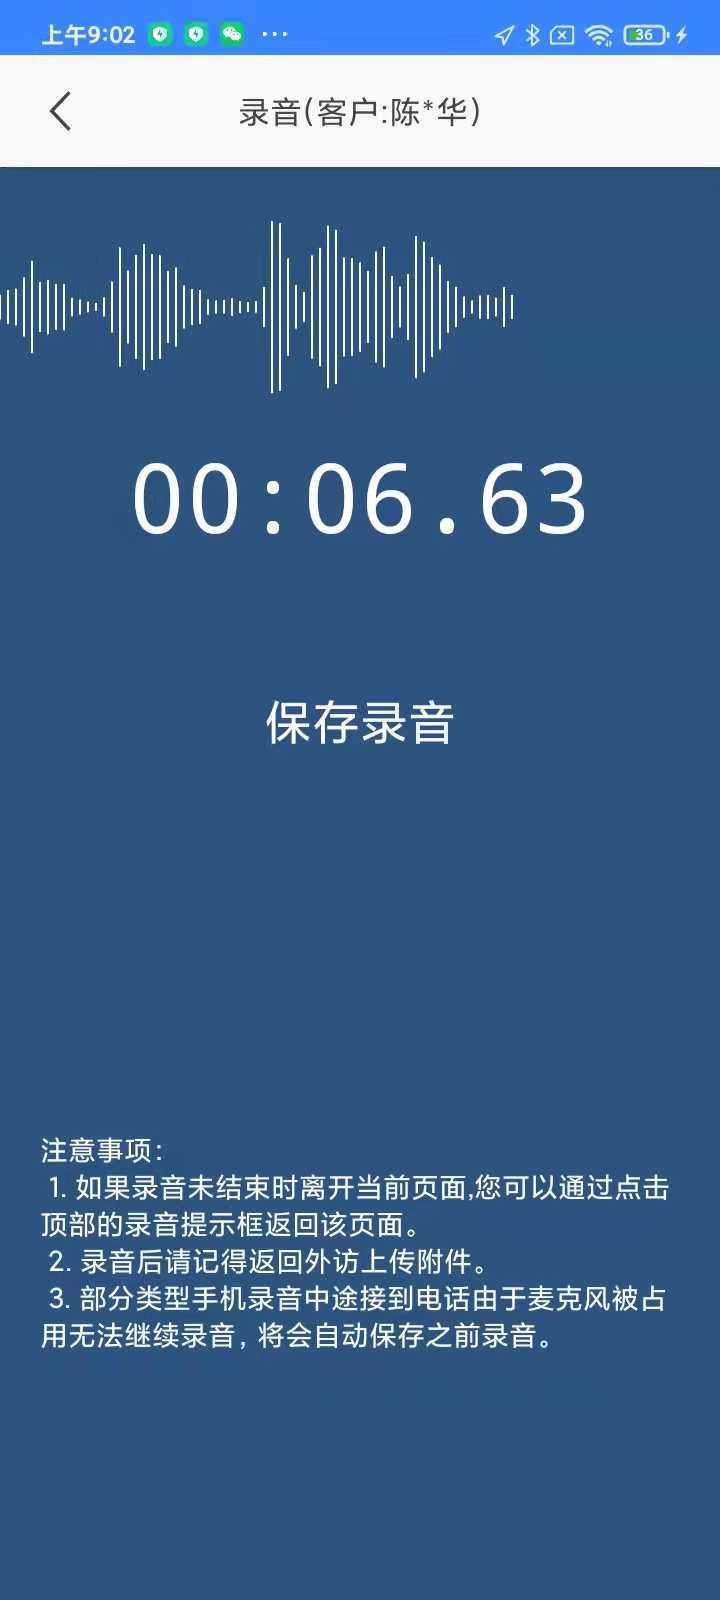 上午9:02
36
录音(客户:陈*华)
00:06.63
保存录音
注意事项:
1. 如果录音未结束时离开当前页面,您可以通过点击
顶部的录音提示框返回该页面。
2. 录音后请记得返回外访上传附件。
3. 部分类型手机录音中途接到电话由于麦克风被占
用无法继续录音，将会自动保存之前录音。